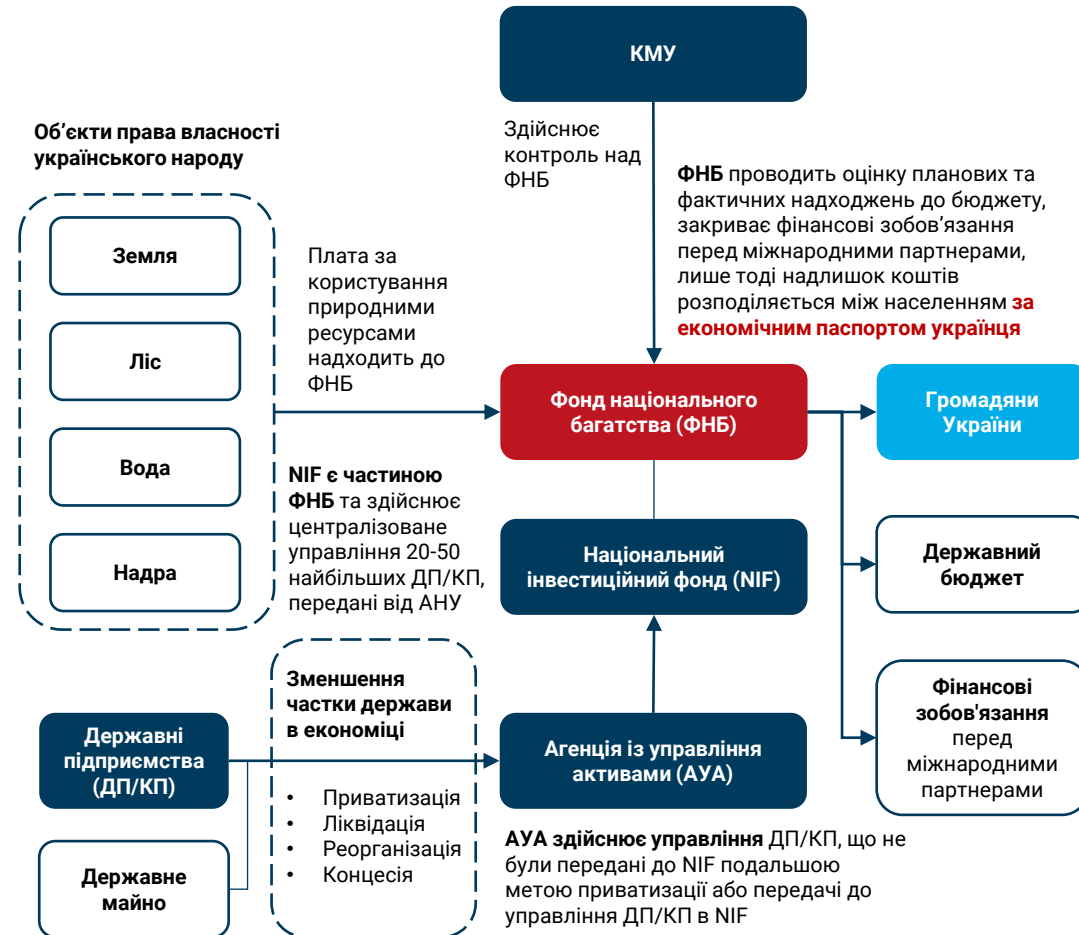 КМУ
Об’єкти права власності
українського народу
Здійснює
контроль над
ФНБ
ФНБ проводить оцінку планових та
фактичних надходжень до бюджету,
закриває фінансові зобов’язання
перед міжнародними партнерами,
лише тоді надлишок коштів
розподіляється між населенням за
економічним паспортом українця
Земля
Ліс
Вода
Надра
Плата за
користування
природними
ресурсами
надходить до
ФНБ
Фонд національного
багатства (ФНБ)
Громадяни
України
NIF є частиною
ФНБ та здійснює
централізоване
управління 20-50
найбільших ДП/КП,
передані від АНУ
Національний
інвестиційний фонд (NIF)
Державний
бюджет
Фінансові
зобов'язання
перед
міжнародними
партнерами
Державні
підприємства
(ДП/КП)
Державне
майно
Зменшення
частки держави
в економіці
• Приватизація
• Ліквідація
• Реорганізація
• Концесія
Агенція із управління
активами (АУА)
АУА здійснює управління ДП/КП, що не
були передані до NIF подальшою
метою приватизації або передачі до
управління ДП/КП в NIF